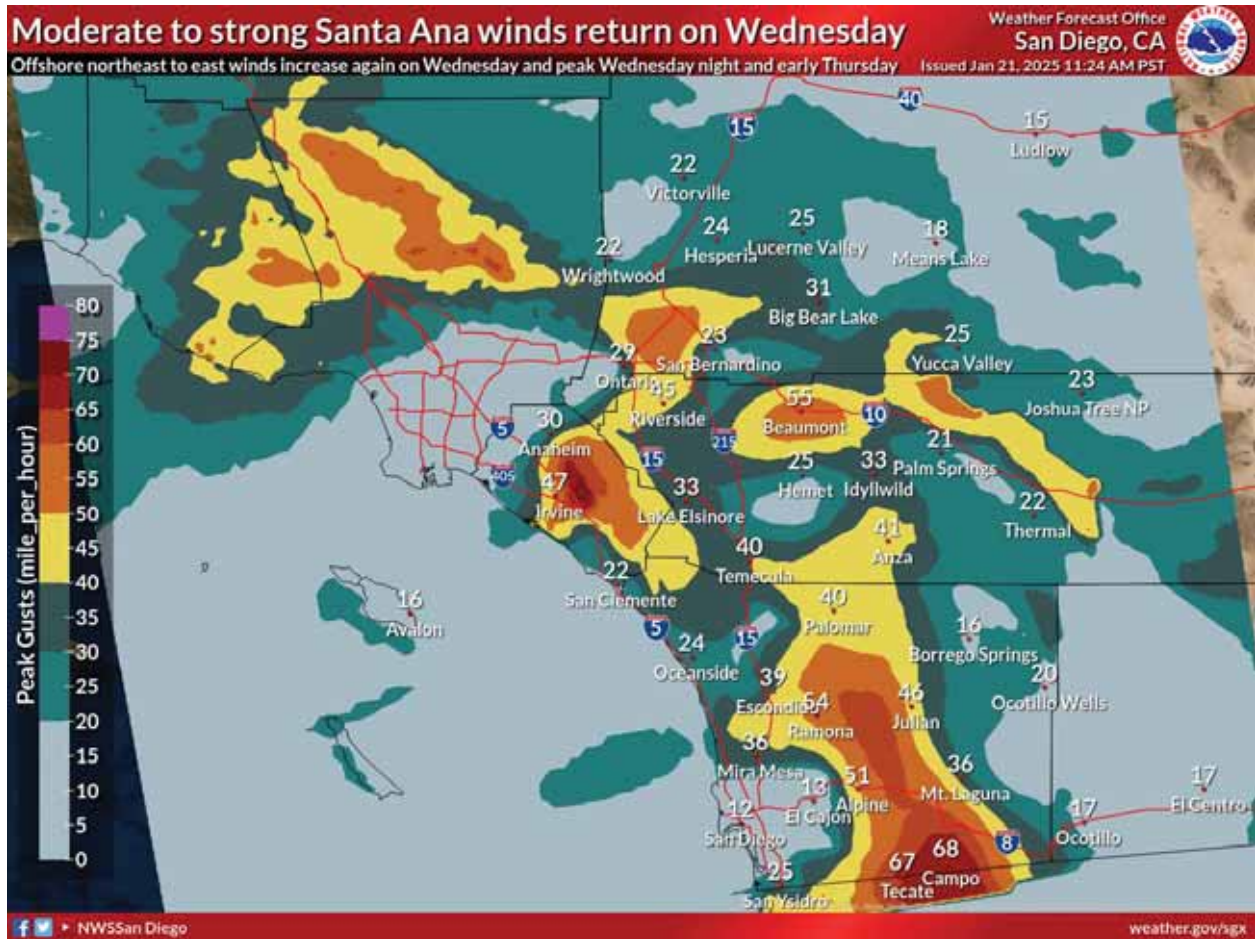 Moderate to strong Santa Ana winds return on Wednesday
Offshore northeast to east winds increase again on Wednesday and peak Wednesday night and early Thursday
Weather Forecast Office
San Diego, CA
Issued Jan 21, 2025 11:24 AM PST
40
15
15
Ludlow
22
Victorville
24
Hesperia
25
Lucerne Valley
18
Means Lake
22
Wrightwood
31
Big Bear Lake
23
San Bernardino
25
Yucca Valley
29
Ontario
45
Riverside
55
Beaumont
10
23
Joshua Tree NP
30
Anaheim
5
215
21
Palm Springs
405
15
47
Irvine
33
Lake Elsinore
25
Hemet
33
Idyllwild
22
Thermal
41
Anza
40
Temecula
22
San Clemente
16
Avalon
40
Palomar
5
15
24
Oceanside
16
Borrego Springs
20
Ocotillo Wells
39
Escondido
54
Ramona
46
Julian
36
Mira Mesa
36
Mt. Laguna
51
Alpine
13
El Cajon
12
San Diego
17
El Centro
17
Ocotillo
8
25
San Ysidro
67
Tecate
68
Campo
Peak Gusts (mile_per_hour)
80
75
70
65
60
55
50
45
40
35
30
25
20
15
10
5
0
NWSSan Diego
weather.gov/sgx